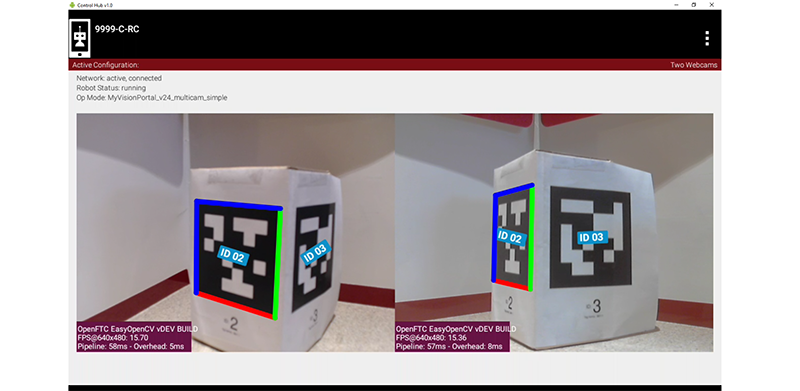 Control Hub v1.0
9999-C-RC
Active Configuration:
Two Webcams
Network: active, connected
Robot Status: running
Op Mode: MyVisionPortal_v24_multicam_simple
ID 02
ID 03
2
OpenFTC EasyOpenCV vDEV BUILD
FPS@640x480: 15.70
Pipeline: 58ms - Overhead: 5ms
ID 02
ID 03
2
3
OpenFTC EasyOpenCV vDEV BUILD
FPS@640x480: 15.36
Pipeline: 57ms - Overhead: 8ms